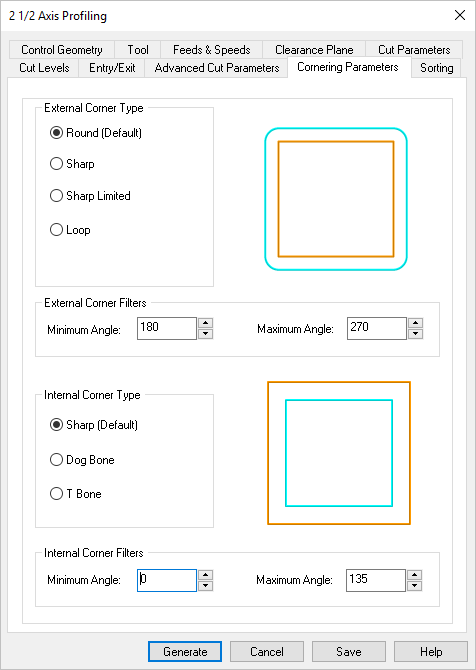 2 1/2 Axis Profiling
Control Geometry Tool Feeds & Speeds Clearance Plane Cut Parameters
Cut Levels Entry/Exit Advanced Cut Parameters Cornering Parameters Sorting
External Corner Type
Round (Default)
Sharp
Sharp Limited
Loop
External Corner Filters
Minimum Angle: 180 Maximum Angle: 270
Internal Corner Type
Sharp (Default)
Dog Bone
T Bone
Internal Corner Filters
Minimum Angle: 0 Maximum Angle: 135
Generate Cancel Save Help